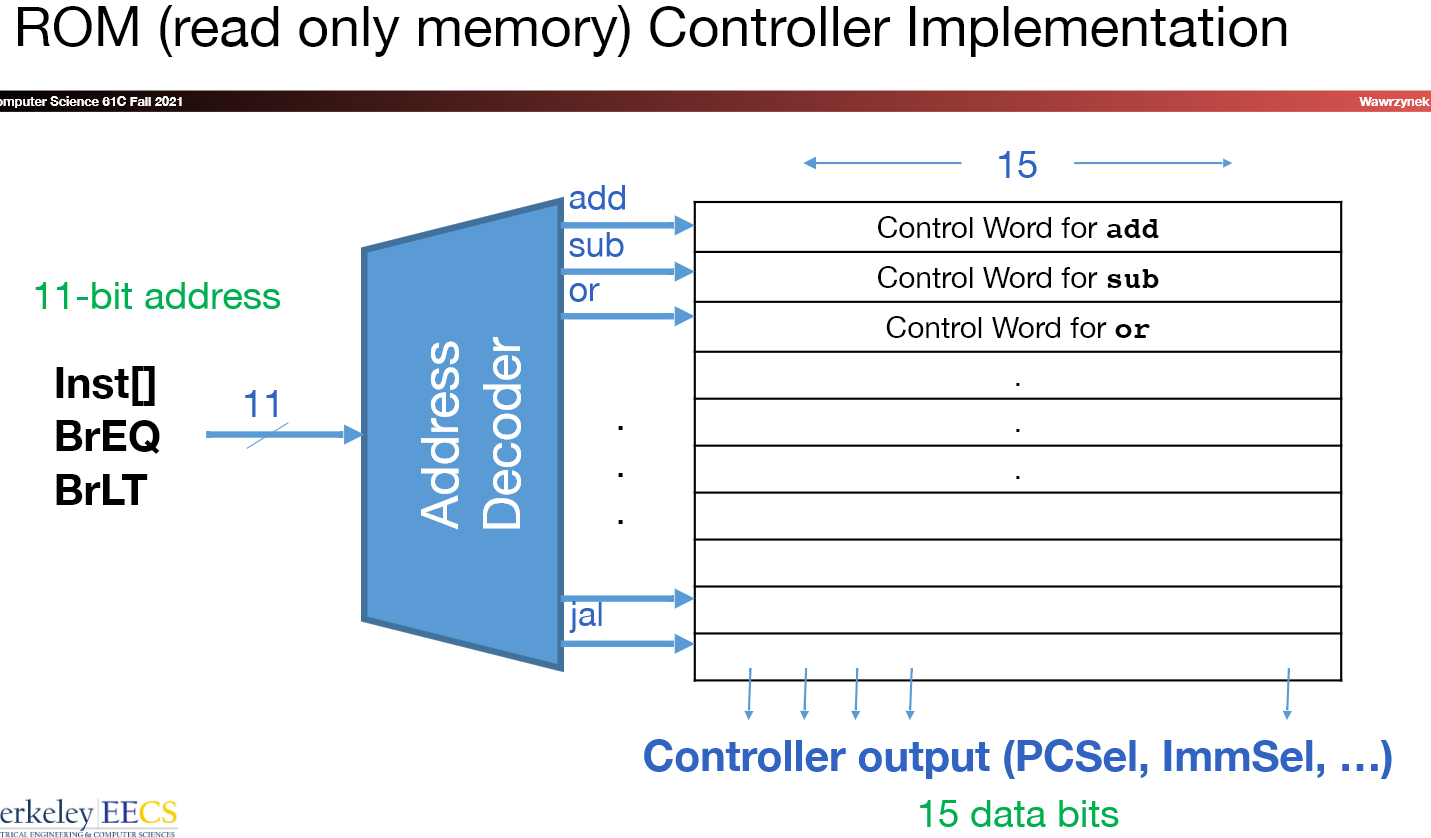 ROM (read only memory) Controller Implementation
omputer Science 61C Fall 2021
Wawrzynek
15
add
Control Word for add
sub
Control Word for sub
or
Control Word for or
11-bit address
Inst[]
BrEQ
BrLT
11
Address
Decoder
.
.
.
.
.
.
jal
Controller output (PCSel, ImmSel, …)
15 data bits
erkeley EECS
TRICAL ENGINEERING & COMPUTER SCIENCES